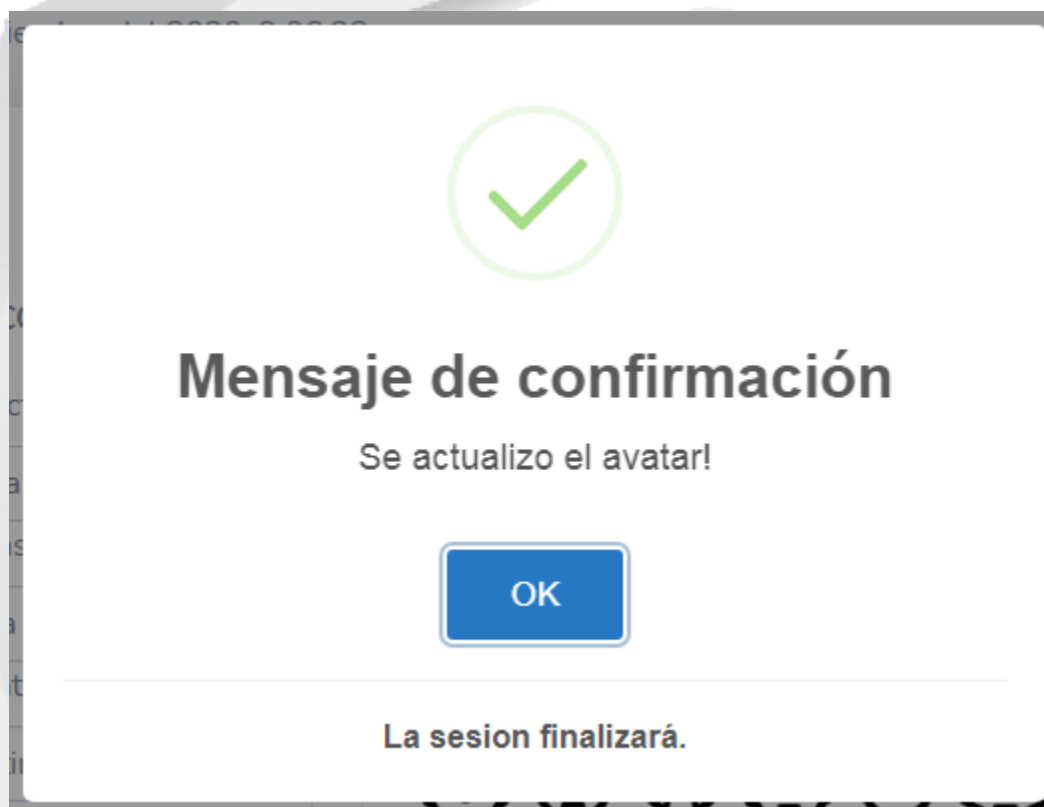 Mensaje de confirmación
Se actualizo el avatar!
OK
La sesion finalizará.